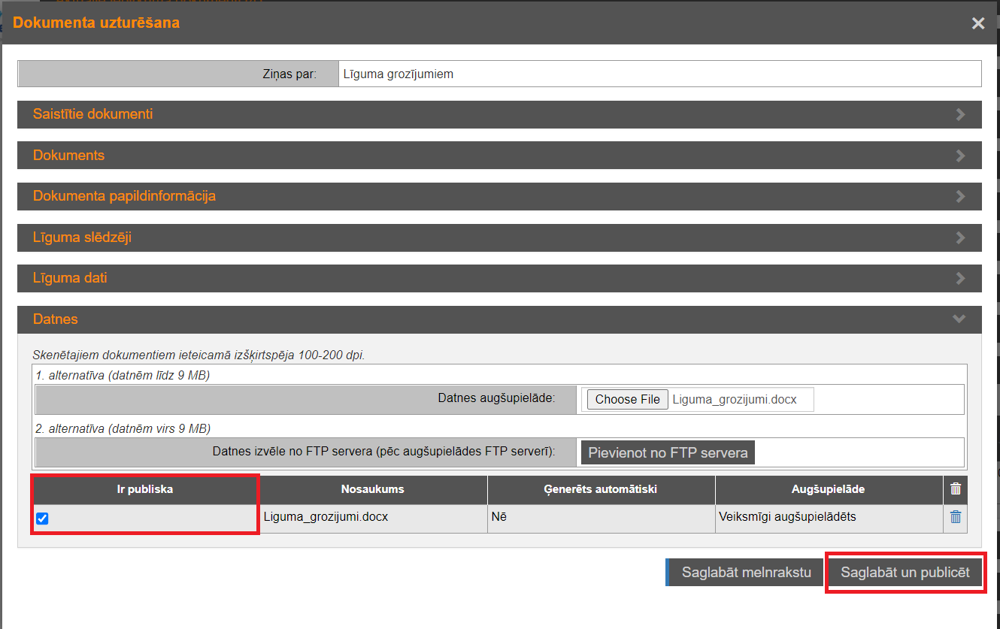 Dokumenta uzturēšana
Ziņas par: Līguma grozījumiem
Saistītie dokumenti
Dokuments
Dokumenta papildinformācija
Līguma slēdzēji
Līguma dati
Datnes
Skenētajiem dokumentiem ieteicamā izšķirtspēja 100-200 dpi.
1. alternatīva (datnēm līdz 9 MB)
Datnes augšupielāde: Choose File Liguma_grozijumi.docx
2. alternatīva (datnēm virs 9 MB)
Datnes izvēle no FTP servera (pēc augšupielādes FTP serverī): Pievienot no FTP servera
Ir publiska Nosaukums Ģenerēts automātiski Augšupielāde
Liguma_grozijumi.docx Nē Veiksmīgi augšupielādēts
Saglabāt melnrakstu Saglabāt un publicēt